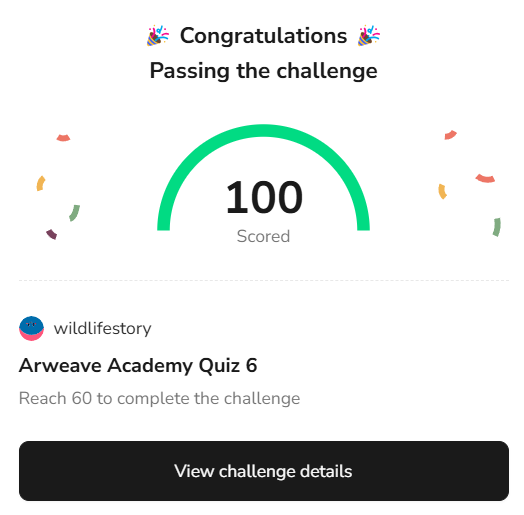 🎉 Congratulations 🎉
Passing the challenge
100
Scored
wildlifestory
Arweave Academy Quiz 6
Reach 60 to complete the challenge
View challenge details